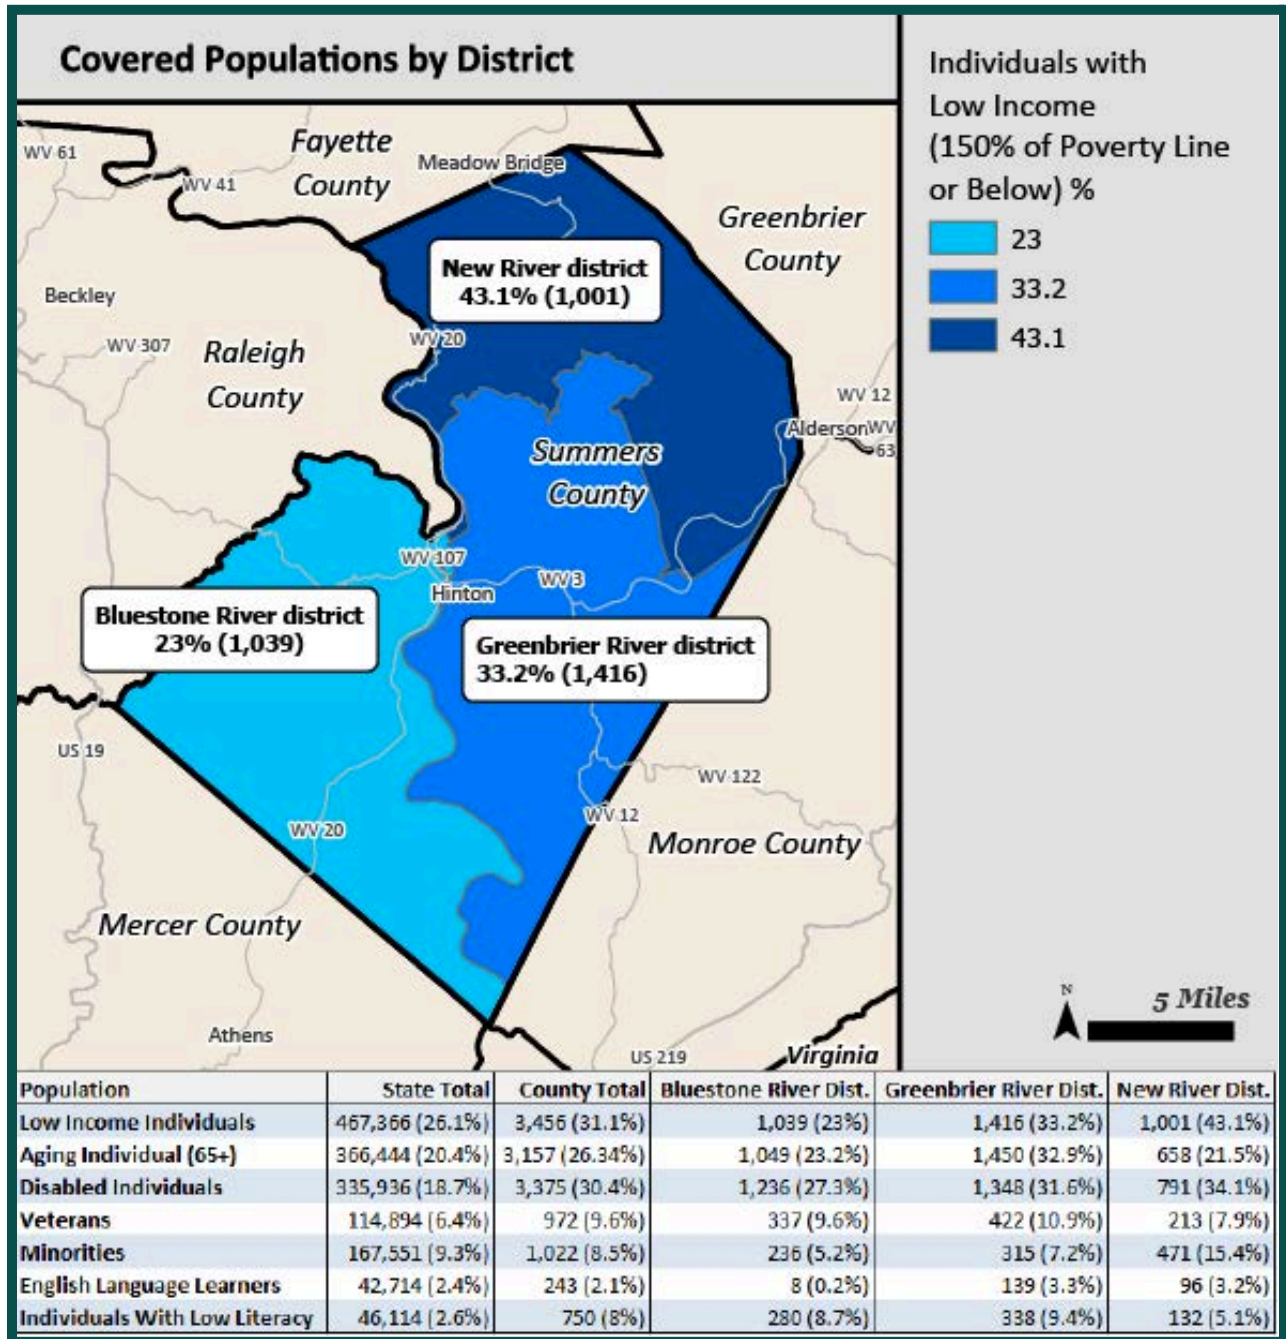 Covered Populations by District
Individuals with
Low Income
(150% of Poverty Line
or Below) %
23
33.2
43.1
WV 61
Fayette
County
Meadow Bridge
WV 41
Greenbrier
County
New River district
43.1% (1,001)
Beckley
WV 307
WV 20
Raleigh
County
WV 12
Alderson
WV
63
Summers
County
WV 107
Hinton
WV 3
Bluestone River district
23% (1,039)
Greenbrier River district
33.2% (1,416)
US 19
WV 122
WV 12
WV 20
Monroe County
Mercer County
N
5 Miles
Athens
US 219
Virginia
Population State Total County Total Bluestone River Dist. Greenbrier River Dist. New River Dist.
Low Income Individuals 467,366 (26.1%) 3,456 (31.1%) 1,039 (23%) 1,416 (33.2%) 1,001 (43.1%)
Aging Individual (65+) 366,444 (20.4%) 3,157 (26.34%) 1,049 (23.2%) 1,450 (32.9%) 658 (21.5%)
Disabled Individuals 335,936 (18.7%) 3,375 (30.4%) 1,236 (27.3%) 1,348 (31.6%) 791 (34.1%)
Veterans 114,894 (6.4%) 972 (9.6%) 337 (9.6%) 422 (10.9%) 213 (7.9%)
Minorities 167,551 (9.3%) 1,022 (8.5%) 236 (5.2%) 315 (7.2%) 471 (15.4%)
English Language Learners 42,714 (2.4%) 243 (2.1%) 8 (0.2%) 139 (3.3%) 96 (3.2%)
Individuals With Low Literacy 46,114 (2.6%) 750 (8%) 280 (8.7%) 338 (9.4%) 132 (5.1%)